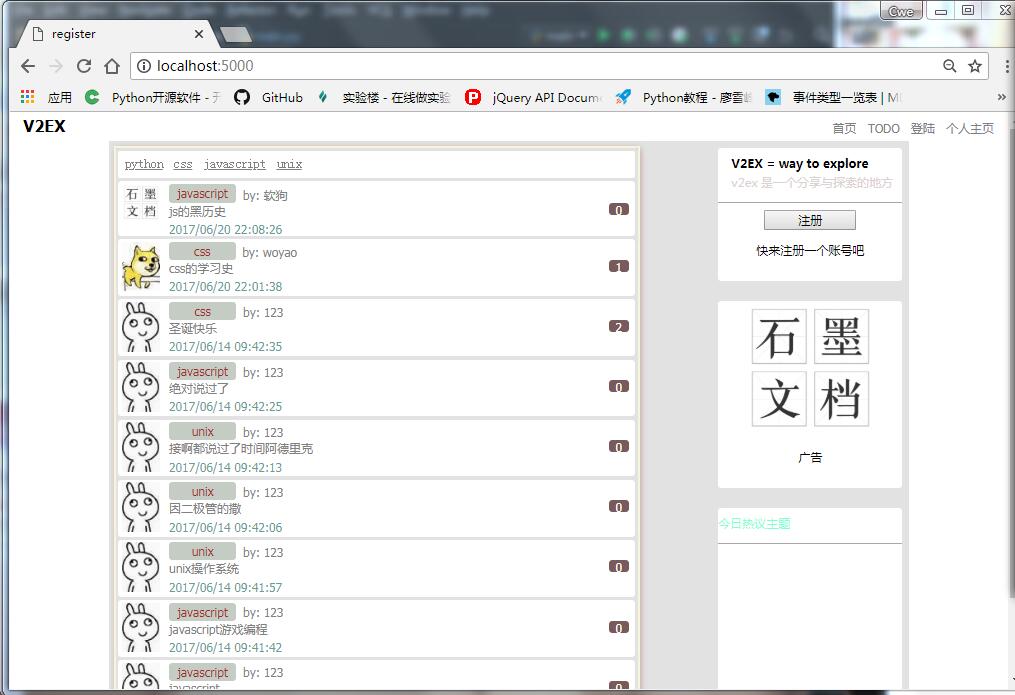 Cwe
register
localhost:5000
应用 Python开源软件 - GitHub 实验楼 - 在线做实验 jQuery API Docum Python教程 - 廖雪 事件类型一览表 |
V2EX
首页 TODO 登陆 个人主页
python css javascript unix
javascript by: 软狗
js的黑历史
2017/06/20 22:08:26
0
css by: woyao
css的学习史
2017/06/20 22:01:38
1
css by: 123
圣诞快乐
2017/06/14 09:42:35
2
javascript by: 123
绝对说过了
2017/06/14 09:42:25
0
unix by: 123
接啊都说过了时间阿德里克
2017/06/14 09:42:13
0
unix by: 123
因二极管的撒
2017/06/14 09:42:06
0
unix by: 123
unix操作系统
2017/06/14 09:41:57
0
javascript by: 123
javascript游戏编程
2017/06/14 09:41:42
0
javascript by: 123
javascript
0
V2EX = way to explore
v2ex 是一个分享与探索的地方
注册
快来注册一个账号吧
石墨
文档
广告
今日热议主题
石墨
文档